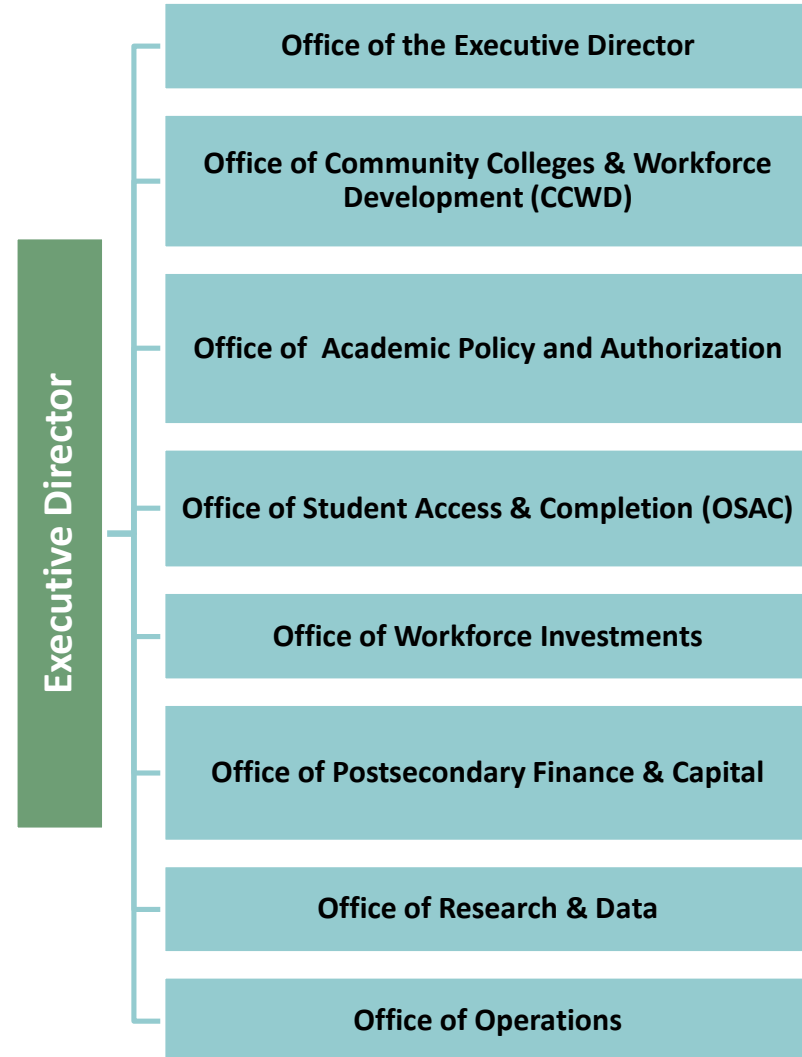 Office of the Executive Director
Office of Community Colleges & Workforce
Development (CCWD)
Office of  Academic Policy and Authorization
Office of Student Access & Completion (OSAC)
Executive Director
Office of Workforce Investments
Office of Postsecondary Finance & Capital
Office of Research & Data
Office of Operations